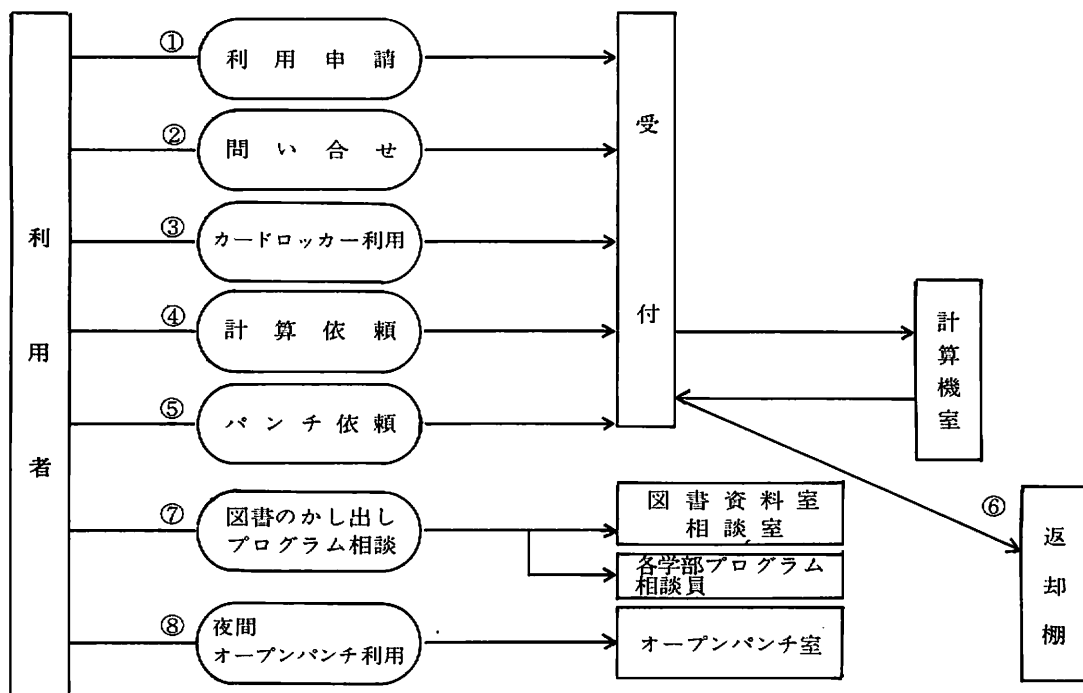 利用者
① 利用申請
② 問い合せ
③ カードロッカー利用
④ 計算依頼
⑤ パンチ依頼
⑦ 図書のかし出し
プログラム相談
⑧ 夜間
オープンパンチ利用
受付
計算機室
図書資料室
相談室
各学部プログラム
相談員
オープンパンチ室
⑥
返却棚